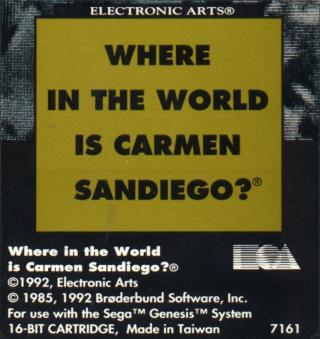 ELECTRONIC ARTS®
WHERE
IN THE WORLD
IS CARMEN
SANDIEGO?®
Where in the World
is Carmen Sandiego?®
EA
©1992, Electronic Arts
© 1985, 1992 Brøderbund Software, Inc.
For use with the Sega™ Genesis™ System
16-BIT CARTRIDGE, Made in Taiwan 7161